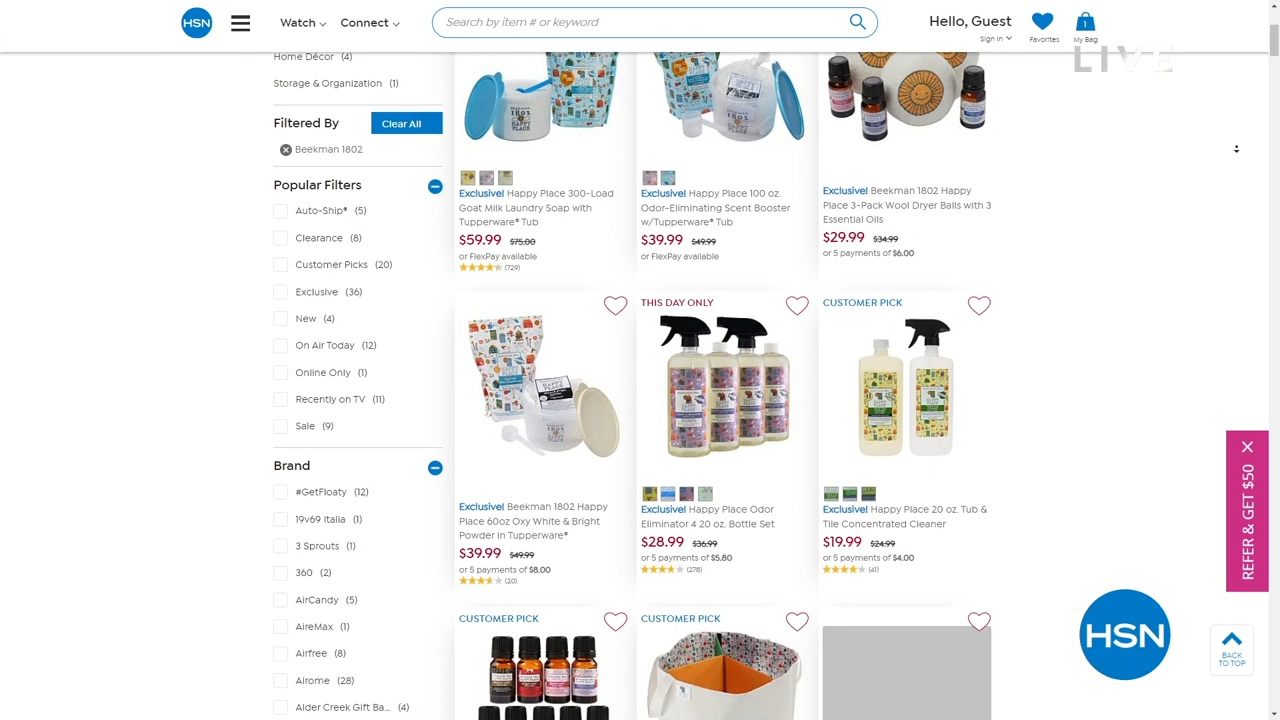 HSN
Watch
Connect
Search by item # or keyword
Hello, Guest
Sign In
Favorites
1
My Bag
LIVE
Home Décor (4)
Storage & Organization (1)
Filtered By
Clear All
Beekman 1802
Popular Filters
Auto-Ship® (5)
Clearance (8)
Customer Picks (20)
Exclusive (36)
New (4)
On Air Today (12)
Online Only (1)
Recently on TV (11)
Sale (9)
Brand
#GetFloaty (12)
19v69 Italia (1)
3 Sprouts (1)
360 (2)
AirCandy (5)
AireMax (1)
Airfree (8)
Airome (28)
Alder Creek Gift Ba... (4)
Exclusive! Happy Place 300-Load
Goat Milk Laundry Soap with
Tupperware® Tub
$59.99 $75.00
or FlexPay available
(729)
Exclusive! Happy Place 100 oz.
Odor-Eliminating Scent Booster
w/Tupperware® Tub
$39.99 $49.99
or FlexPay available
Exclusive! Beekman 1802 Happy
Place 3-Pack Wool Dryer Balls with 3
Essential Oils
$29.99 $34.99
or 5 payments of $6.00
Exclusive! Beekman 1802 Happy
Place 60oz Oxy White & Bright
Powder in Tupperware®
$39.99 $49.99
or 5 payments of $8.00
(20)
THIS DAY ONLY
Exclusive! Happy Place Odor
Eliminator 4 20 oz. Bottle Set
$28.99 $36.99
or 5 payments of $5.80
(278)
CUSTOMER PICK
Exclusive! Happy Place 20 oz. Tub &
Tile Concentrated Cleaner
$19.99 $24.99
or 5 payments of $4.00
(41)
CUSTOMER PICK
CUSTOMER PICK
REFER & GET $50
HSN
BACK
TO TOP